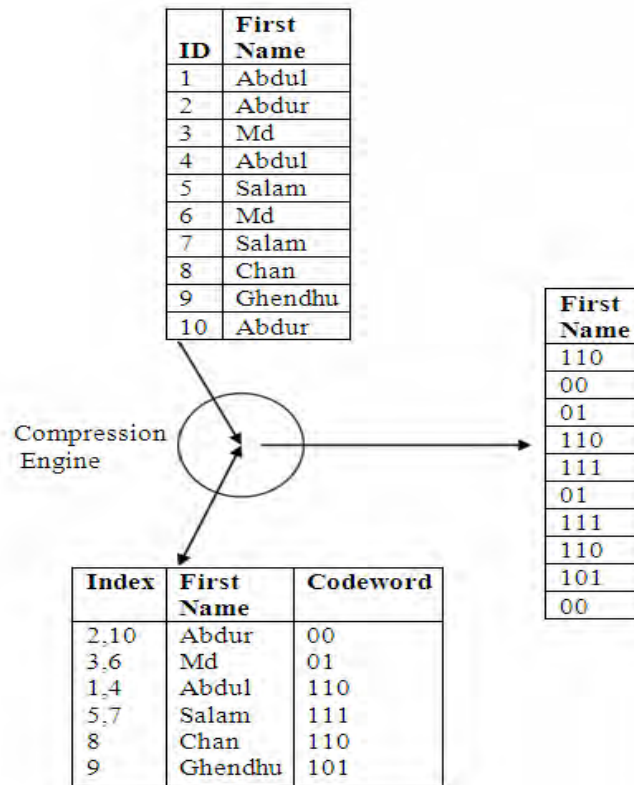 ID First Name
1 Abdul
2 Abdur
3 Md
4 Abdul
5 Salam
6 Md
7 Salam
8 Chan
9 Ghendhu
10 Abdur
Compression
Engine
First
Name
110
00
01
110
111
01
111
110
101
00
Index First Name Codeword
2,10 Abdur 00
3,6 Md 01
1,4 Abdul 110
5,7 Salam 111
8 Chan 110
9 Ghendhu 101